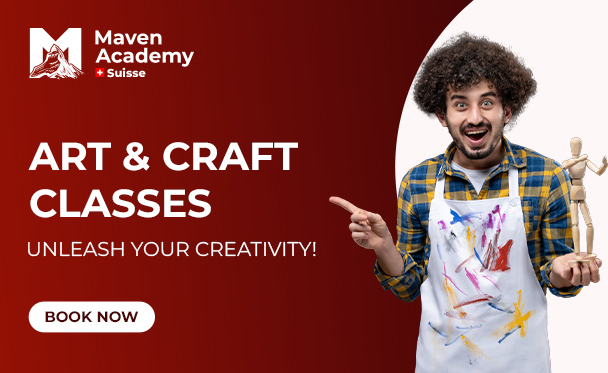 Maven
Academy
Suisse
ART & CRAFT
CLASSES
UNLEASH YOUR CREATIVITY!
BOOK NOW